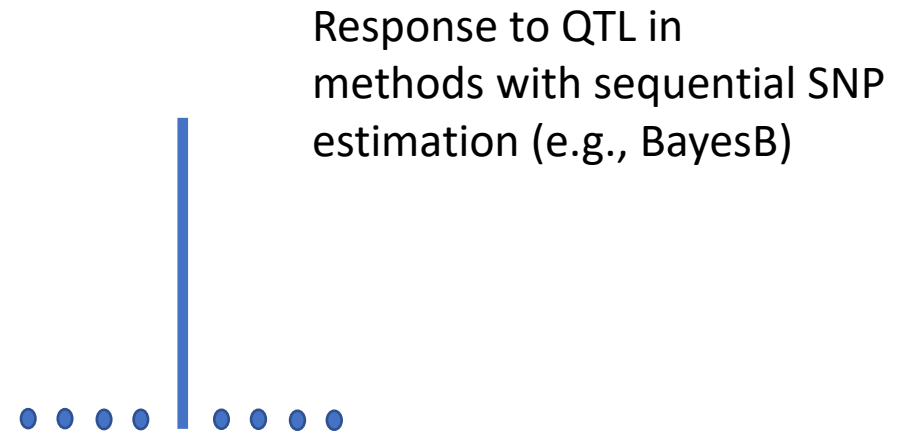 Response to QTL in
methods with sequential SNP
estimation (e.g., BayesB)